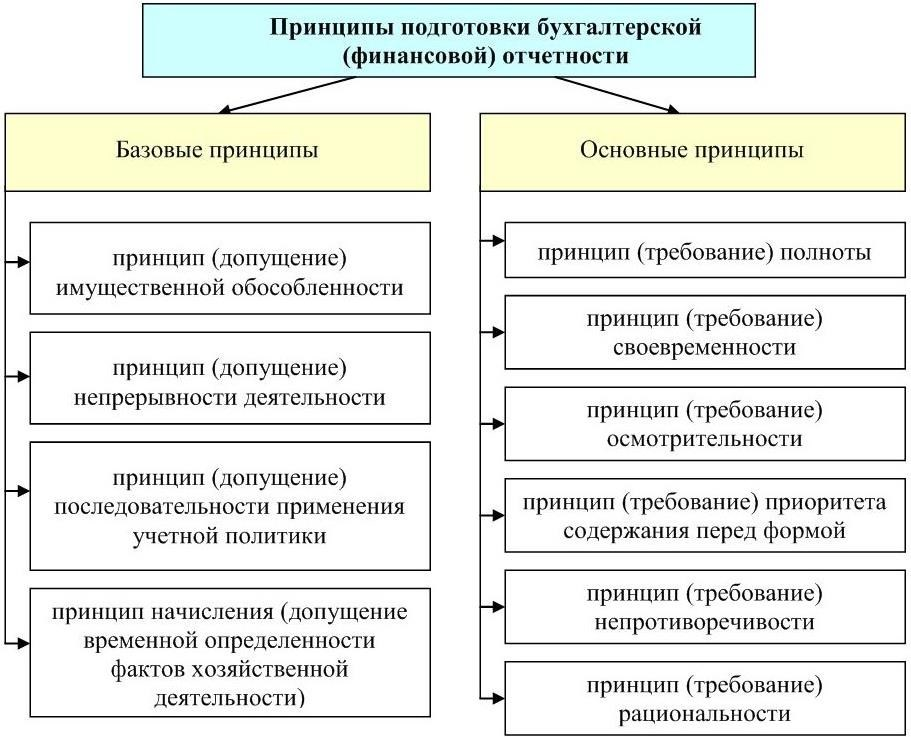 Принципы подготовки бухгалтерской
(финансовой) отчетности
Базовые принципы
принцип (допущение)
имущественной обособленности
принцип (допущение)
непрерывности деятельности
принцип (допущение)
последовательности применения
учетной политики
принцип начисления (допущение
временной определенности
фактов хозяйственной
деятельности)
Основные принципы
принцип (требование) полноты
принцип (требование)
своевременности
принцип (требование)
осмотрительности
принцип (требование) приоритета
содержания перед формой
принцип (требование)
непротиворечивости
принцип (требование)
рациональности